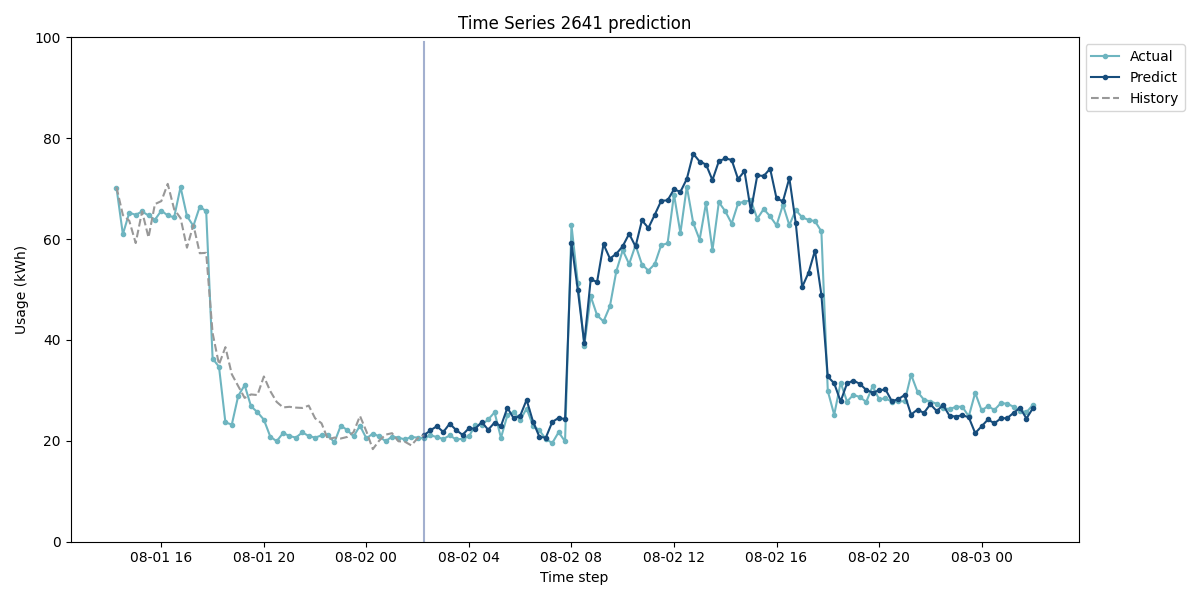 Time Series 2641 prediction
100
80
60
40
20
0
Usage (kWh)
08-01 16
08-01 20
08-02 00
08-02 04
08-02 08
08-02 12
08-02 16
08-02 20
08-03 00
Time step
Actual
Predict
History